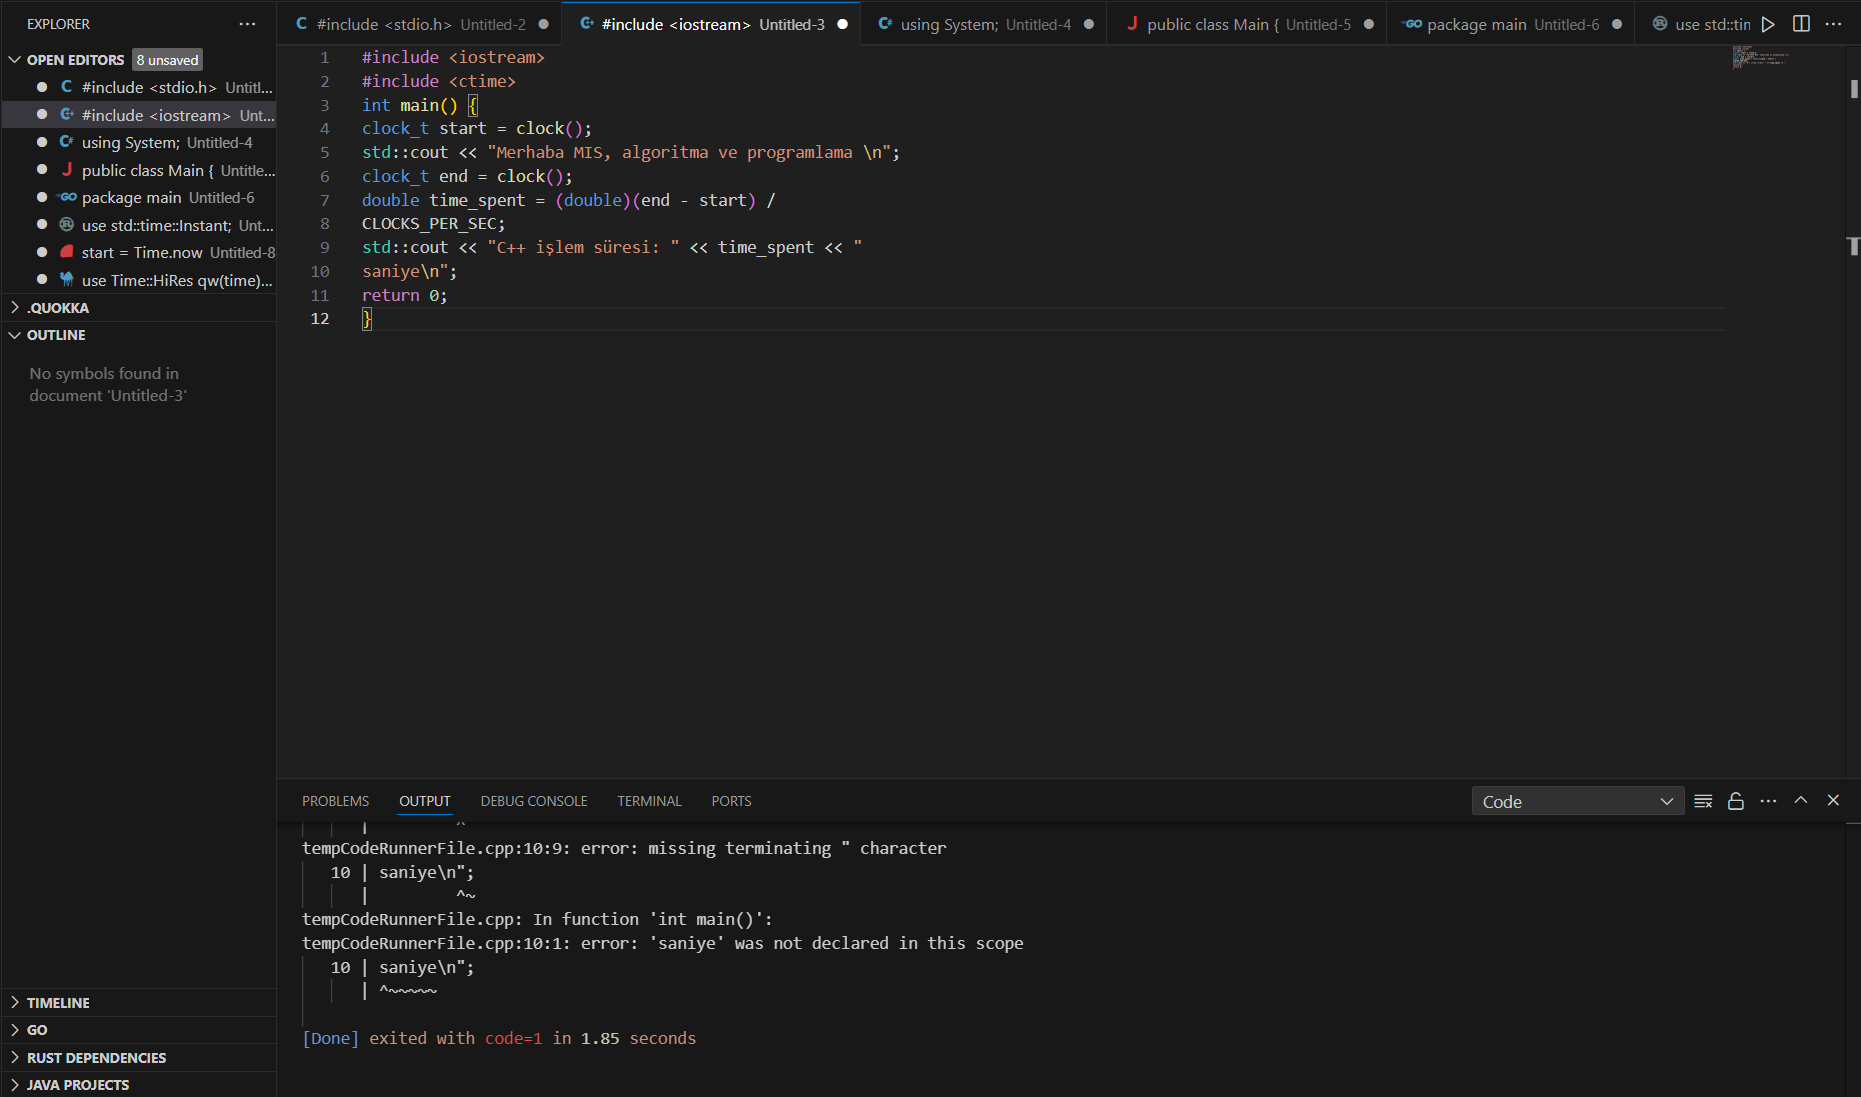 EXPLORER
OPEN EDITORS 8 unsaved
#include <stdio.h> Untitl...
#include <iostream> Unt...
using System; Untitled-4
public class Main { Untitle...
package main Untitled-6
use std::time::Instant; Unt...
start = Time.now Untitled-8
use Time::HiRes qw(time)...
.QUOKKA
OUTLINE
No symbols found in
document 'Untitled-3'
TIMELINE
GO
RUST DEPENDENCIES
JAVA PROJECTS
#include <stdio.h> Untitled-2
#include <iostream> Untitled-3
using System; Untitled-4
public class Main { Untitled-5
package main Untitled-6
use std::tin
1 #include <iostream>
2 #include <ctime>
3 int main() {
4 clock_t start = clock();
5 std::cout << "Merhaba MIS, algoritma ve programlama \n";
6 clock_t end = clock();
7 double time_spent = (double)(end - start) /
8 CLOCKS_PER_SEC;
9 std::cout << "C++ işlem süresi: " << time_spent << "
10 saniye\n";
11 return 0;
12 }
PROBLEMS OUTPUT DEBUG CONSOLE TERMINAL PORTS
Code
| ^
tempCodeRunnerFile.cpp:10:9: error: missing terminating " character
10 | saniye\n";
| ^~
tempCodeRunnerFile.cpp: In function 'int main()':
tempCodeRunnerFile.cpp:10:1: error: 'saniye' was not declared in this scope
10 | saniye\n";
| ^~~~~~
[Done] exited with code=1 in 1.85 seconds